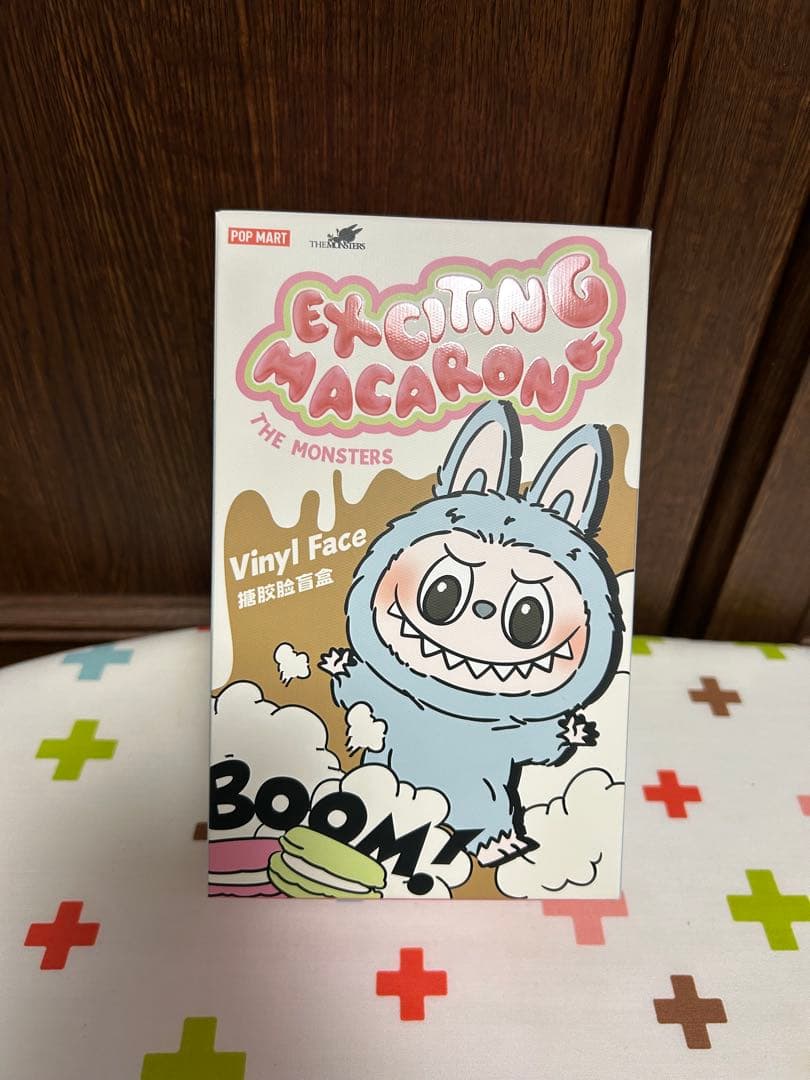 POP MART
THE MONSTERS
EXCITING
MACARON
THE MONSTERS
Vinyl Face
搪胶脸盲盒
BOOM!